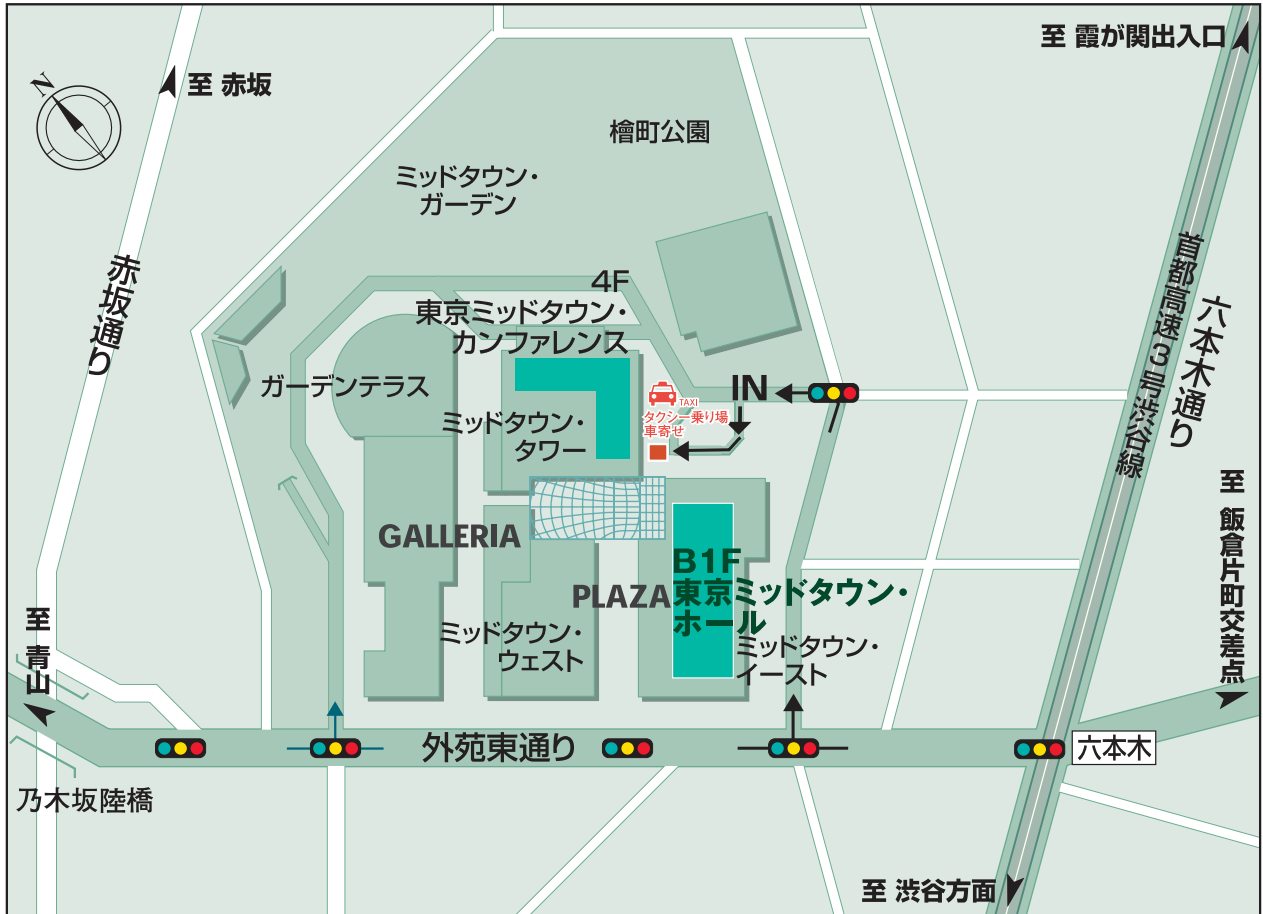 至 霞が関出入口
N
至 赤坂
檜町公園
ミッドタウン・
ガーデン
赤坂通り
首都高速3号渋谷線
六本木通り
4F
東京ミッドタウン・
カンファレンス
ガーデンテラス
IN
TAXI
タクシー乗り場
車寄せ
ミッドタウン・
タワー
至 飯倉片町交差点
GALLERIA
B1F
PLAZA
東京ミッドタウン・
ホール
至 青山
ミッドタウン・
ウェスト
ミッドタウン・
イースト
外苑東通り
六本木
乃木坂陸橋
至 渋谷方面